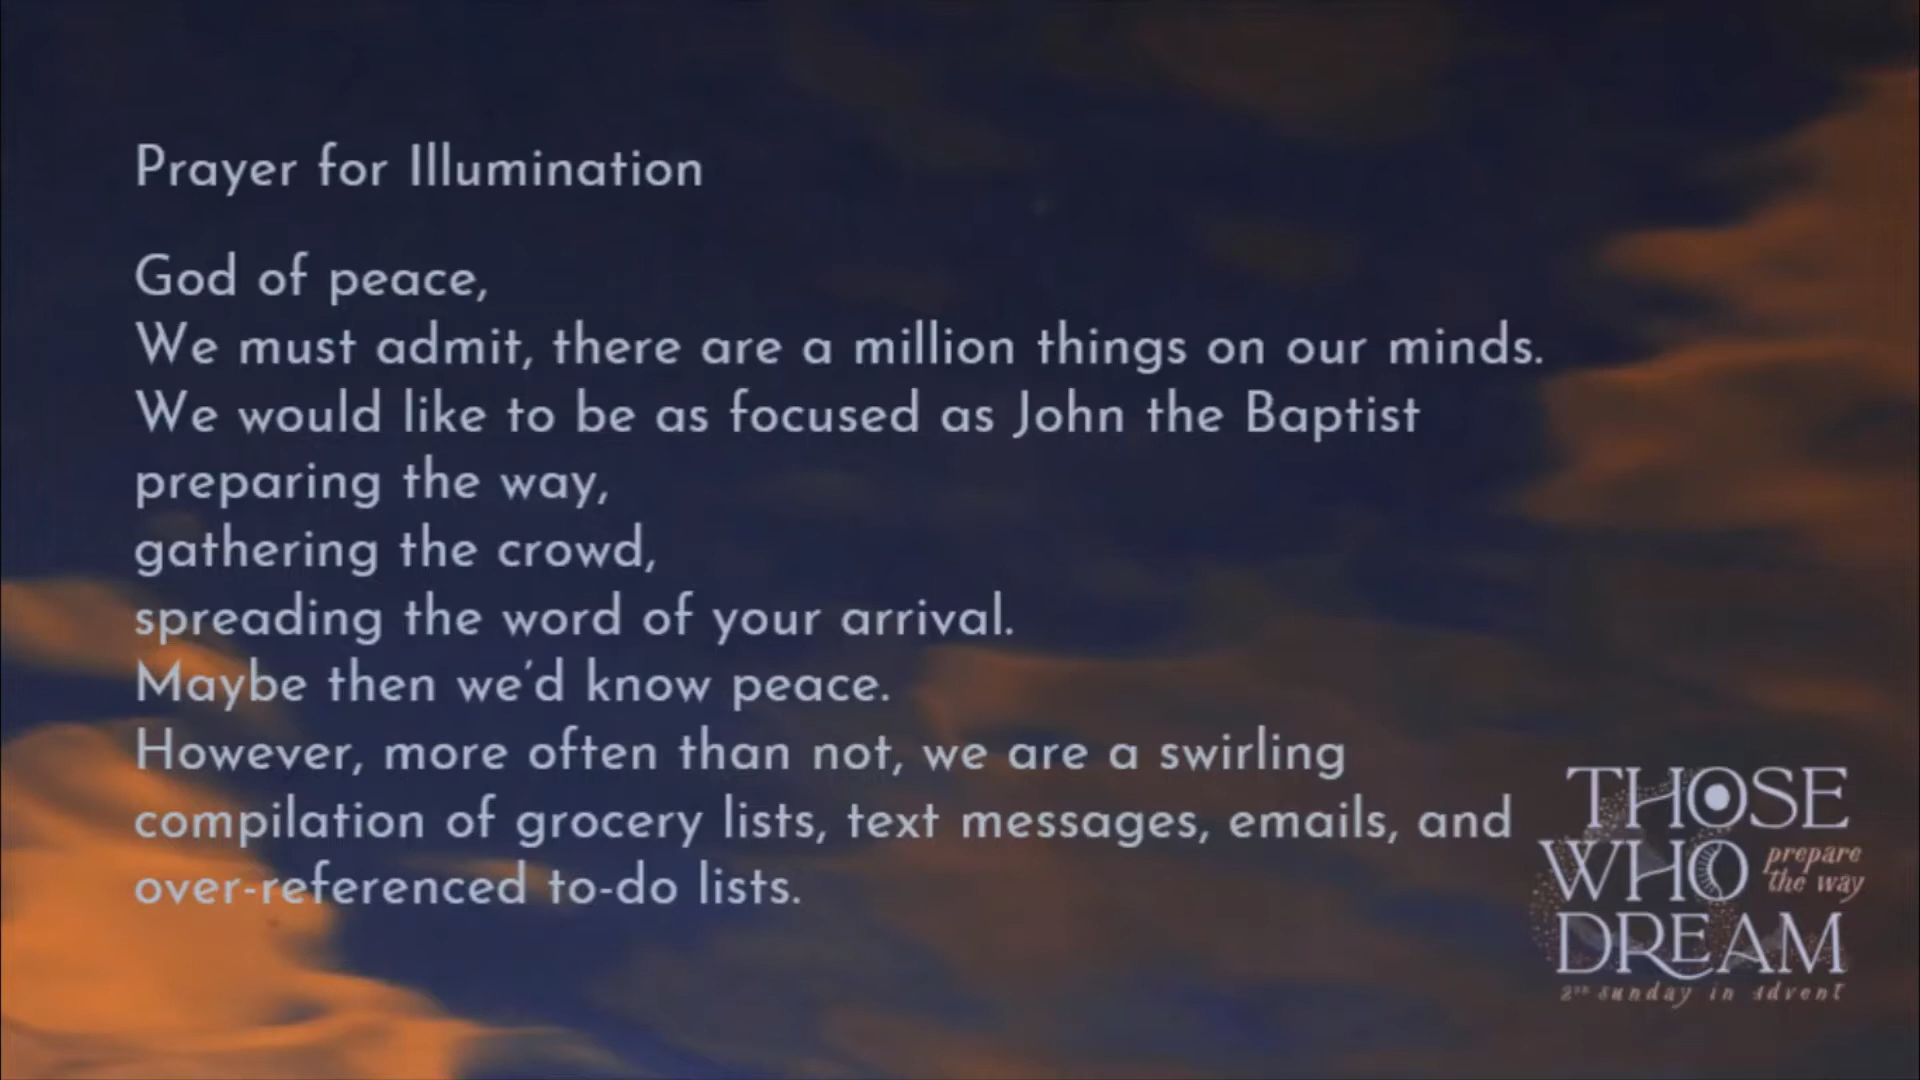 Prayer for Illumination
God of peace,
We must admit, there are a million things on our minds.
We would like to be as focused as John the Baptist
preparing the way,
gathering the crowd,
spreading the word of your arrival.
Maybe then we'd know peace.
However, more often than not, we are a swirling
compilation of grocery lists, text messages, emails, and
over-referenced to-do lists.
THOSE
WHO
prepare
the way
DREAM
2ND Sunday in Advent